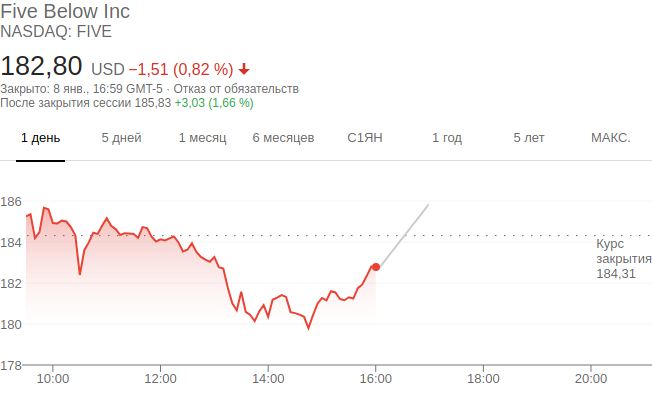 Five Below Inc
NASDAQ: FIVE
182,80 USD −1,51 (0,82 %)
Закрыто: 8 янв., 16:59 GMT-5 · Отказ от обязательств
После закрытия сессии 185,83 +3,03 (1,66 %)
1 день 5 дней 1 месяц 6 месяцев С1ЯН 1 год 5 лет МАКС.
186
184
Курс
закрытия
184,31
182
180
178
10:00 12:00 14:00 16:00 18:00 20:00